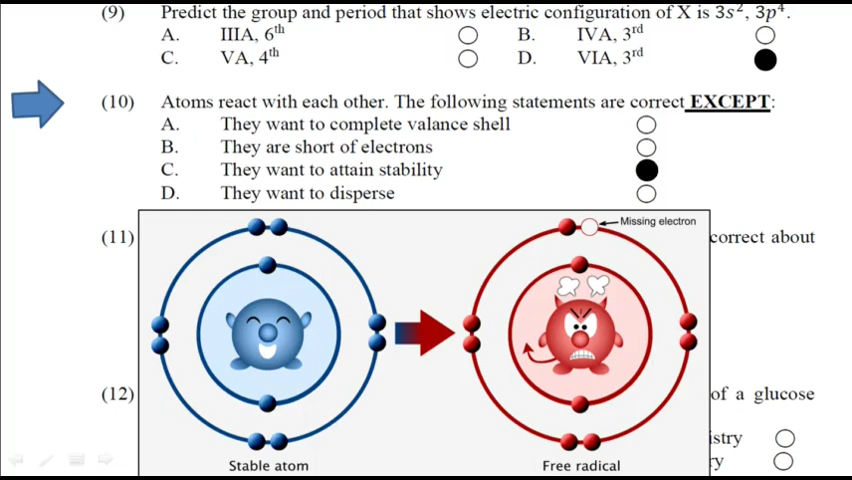 (9) Predict the group and period that shows electric configuration of X is 3s², 3p⁴.
A. IIIA, 6th B. IVA, 3rd
C. VA, 4th D. VIA, 3rd
(10) Atoms react with each other. The following statements are correct EXCEPT:
A. They want to complete valance shell
B. They are short of electrons
C. They want to attain stability
D. They want to disperse
(11) correct about
Missing electron
(12) of a glucose
istry
ry
Stable atom Free radical